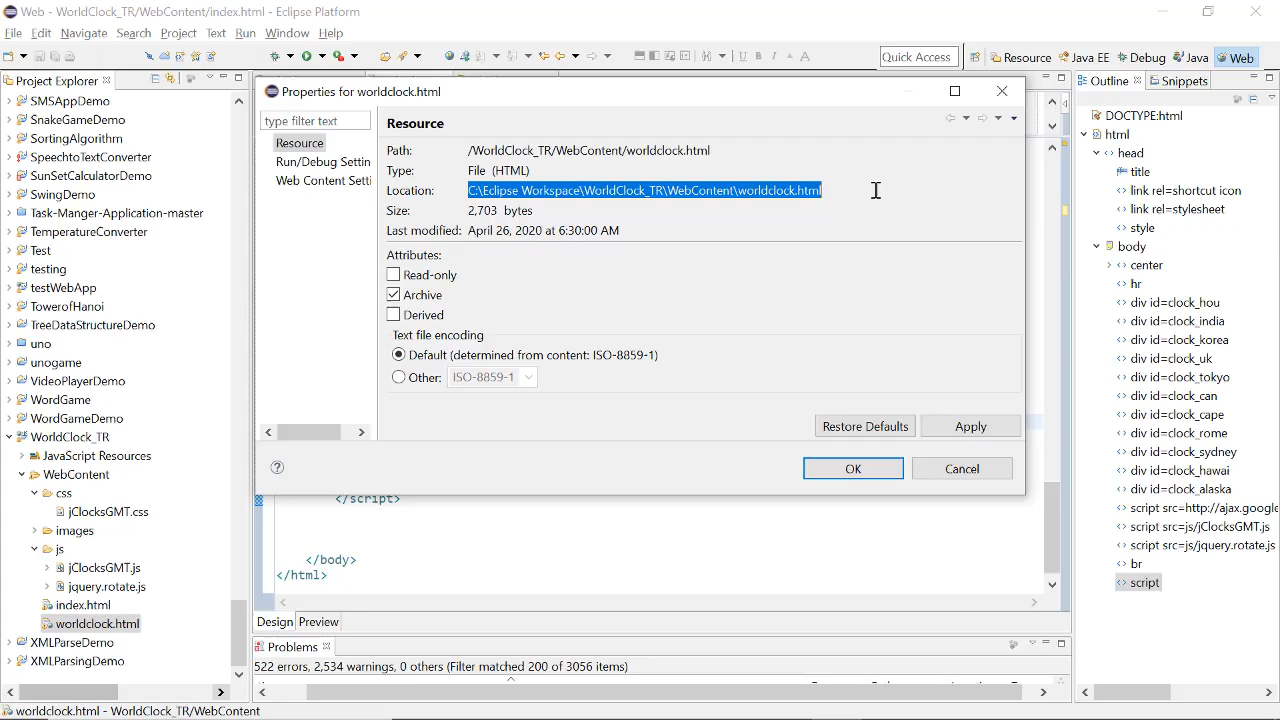 Web - WorldClock_TR/WebContent/index.html - Eclipse Platform
File Edit Navigate Search Project Text Run Window Help
Quick Access Resource Java EE Debug Java Web
Project Explorer
SMSAppDemo
SnakeGameDemo
SortingAlgorithm
SpeechtoTextConverter
SunSetCalculatorDemo
SwingDemo
Task-Manger-Application-master
TemperatureConverter
Test
testing
testWebApp
TowerofHanoi
TreeDataStructureDemo
uno
unogame
VideoPlayerDemo
WordGame
WordGameDemo
WorldClock_TR
JavaScript Resources
WebContent
css
jClocksGMT.css
images
js
jClocksGMT.js
jquery.rotate.js
index.html
worldclock.html
XMLParseDemo
XMLParsingDemo
Properties for worldclock.html
type filter text
Resource
Run/Debug Settin
Web Content Setti
Resource
Path: /WorldClock_TR/WebContent/worldclock.html
Type: File (HTML)
Location: C:\Eclipse Workspace\WorldClock_TR\WebContent\worldclock.html
Size: 2,703 bytes
Last modified: April 26, 2020 at 6:30:00 AM
Attributes:
Read-only
Archive
Derived
Text file encoding
Default (determined from content: ISO-8859-1)
Other: ISO-8859-1
Restore Defaults Apply
OK Cancel
</script>
</body>
</html>
Design Preview
Problems
522 errors, 2,534 warnings, 0 others (Filter matched 200 of 3056 items)
Outline Snippets
DOCTYPE:html
html
head
title
link rel=shortcut icon
link rel=stylesheet
style
body
center
hr
div id=clock_hou
div id=clock_india
div id=clock_korea
div id=clock_uk
div id=clock_tokyo
div id=clock_can
div id=clock_cape
div id=clock_rome
div id=clock_sydney
div id=clock_hawai
div id=clock_alaska
script src=http://ajax.google
script src=js/jClocksGMT.js
script src=js/jquery.rotate.js
br
script
worldclock.html - WorldClock_TR/WebContent